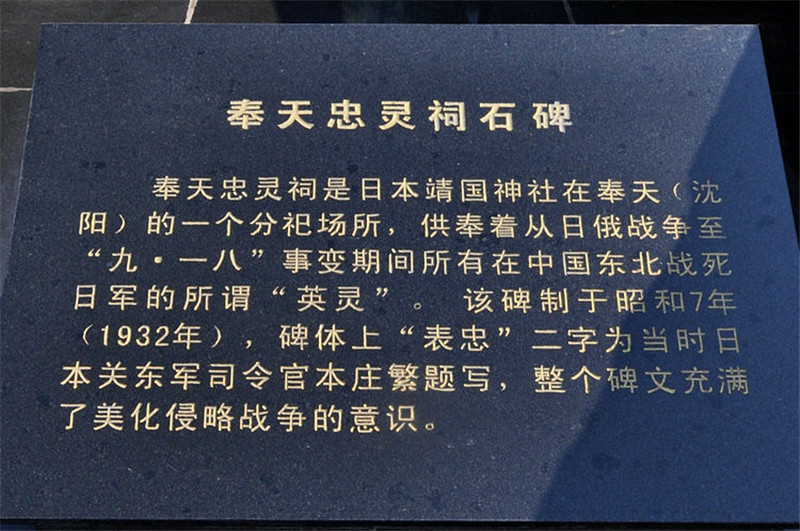 奉天忠灵祠石碑
奉天忠灵祠是日本靖国神社在奉天（沈
阳）的一个分祀场所，供奉着从日俄战争至
“九·一八”事变期间所有在中国东北战死
日军的所谓“英灵”。该碑制于昭和7年
（1932年），碑体上“表忠”二字为当时日
本关东军司令官本庄繁题写，整个碑文充满
了美化侵略战争的意识。